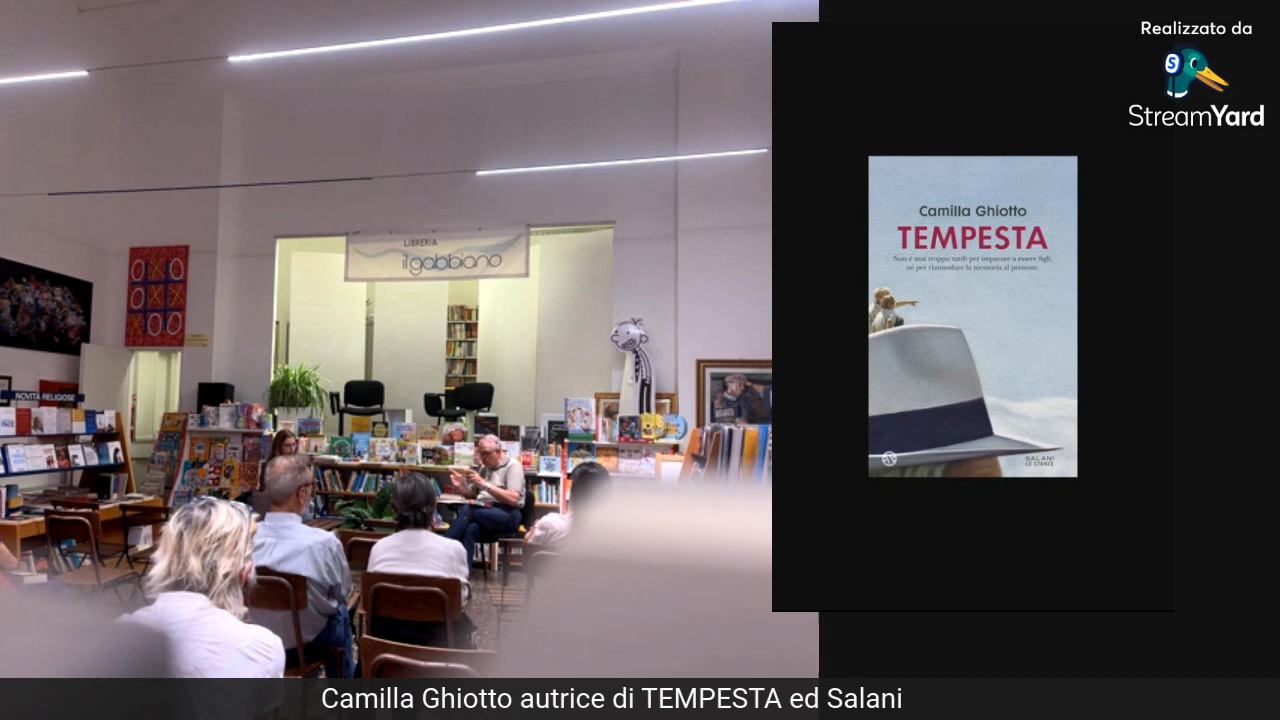 Realizzato da
S
StreamYard
LIBRERIA
il gabbiano
NOVITÀ RELIGIOSE
Camilla Ghiotto
TEMPESTA
Non è mai troppo tardi per imparare a essere figli,
né per riannodare la memoria al presente.
SALANI
LE STANZE
Camilla Ghiotto autrice di TEMPESTA ed Salani